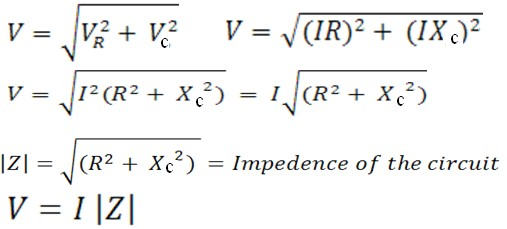 V = √(V_R² + V_c²) V = √((IR)² + (IX_c)²)
V = √(I²(R² + X_c²)) = I√((R² + X_c²))
|Z| = √((R² + X_c²)) = Impedence of the circuit
V = I |Z|